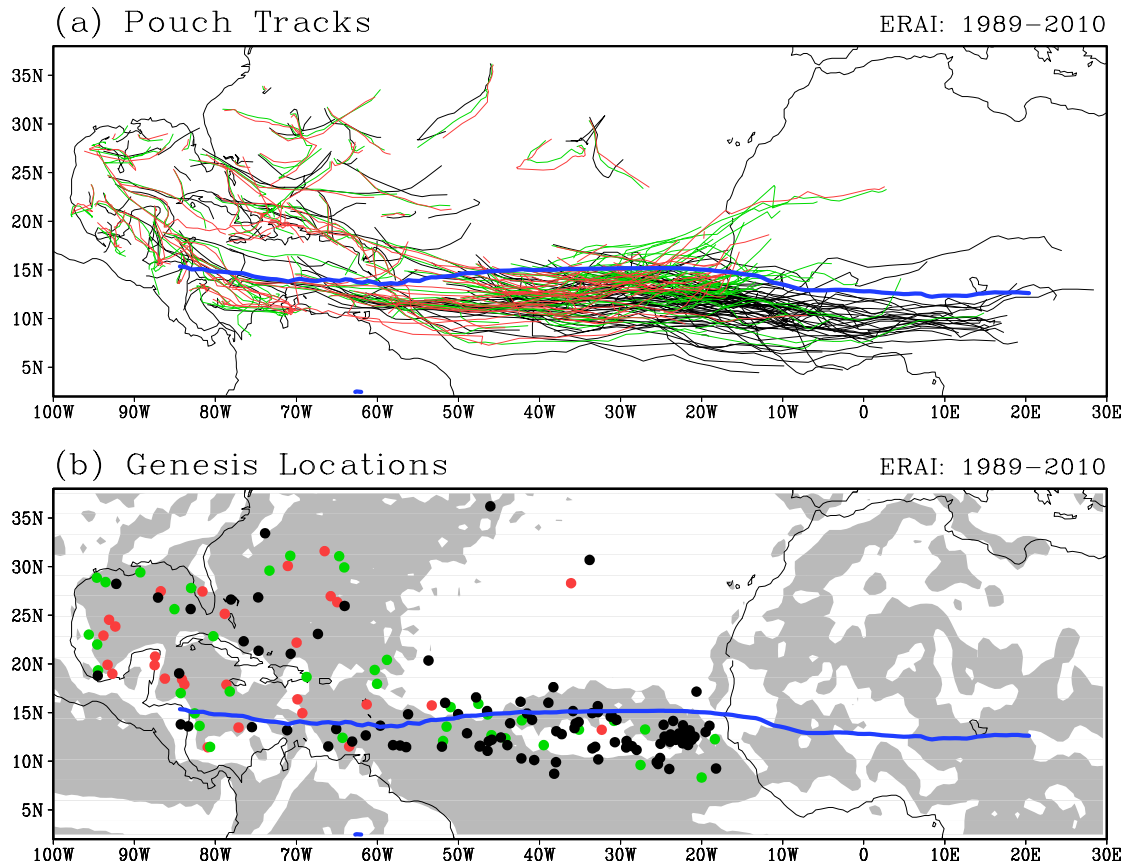 (a) Pouch Tracks ERAI: 1989−2010
35N
30N
25N
20N
15N
10N
5N
100W 90W 80W 70W 60W 50W 40W 30W 20W 10W 0 10E 20E 30E
(b) Genesis Locations ERAI: 1989−2010
35N
30N
25N
20N
15N
10N
5N
100W 90W 80W 70W 60W 50W 40W 30W 20W 10W 0 10E 20E 30E